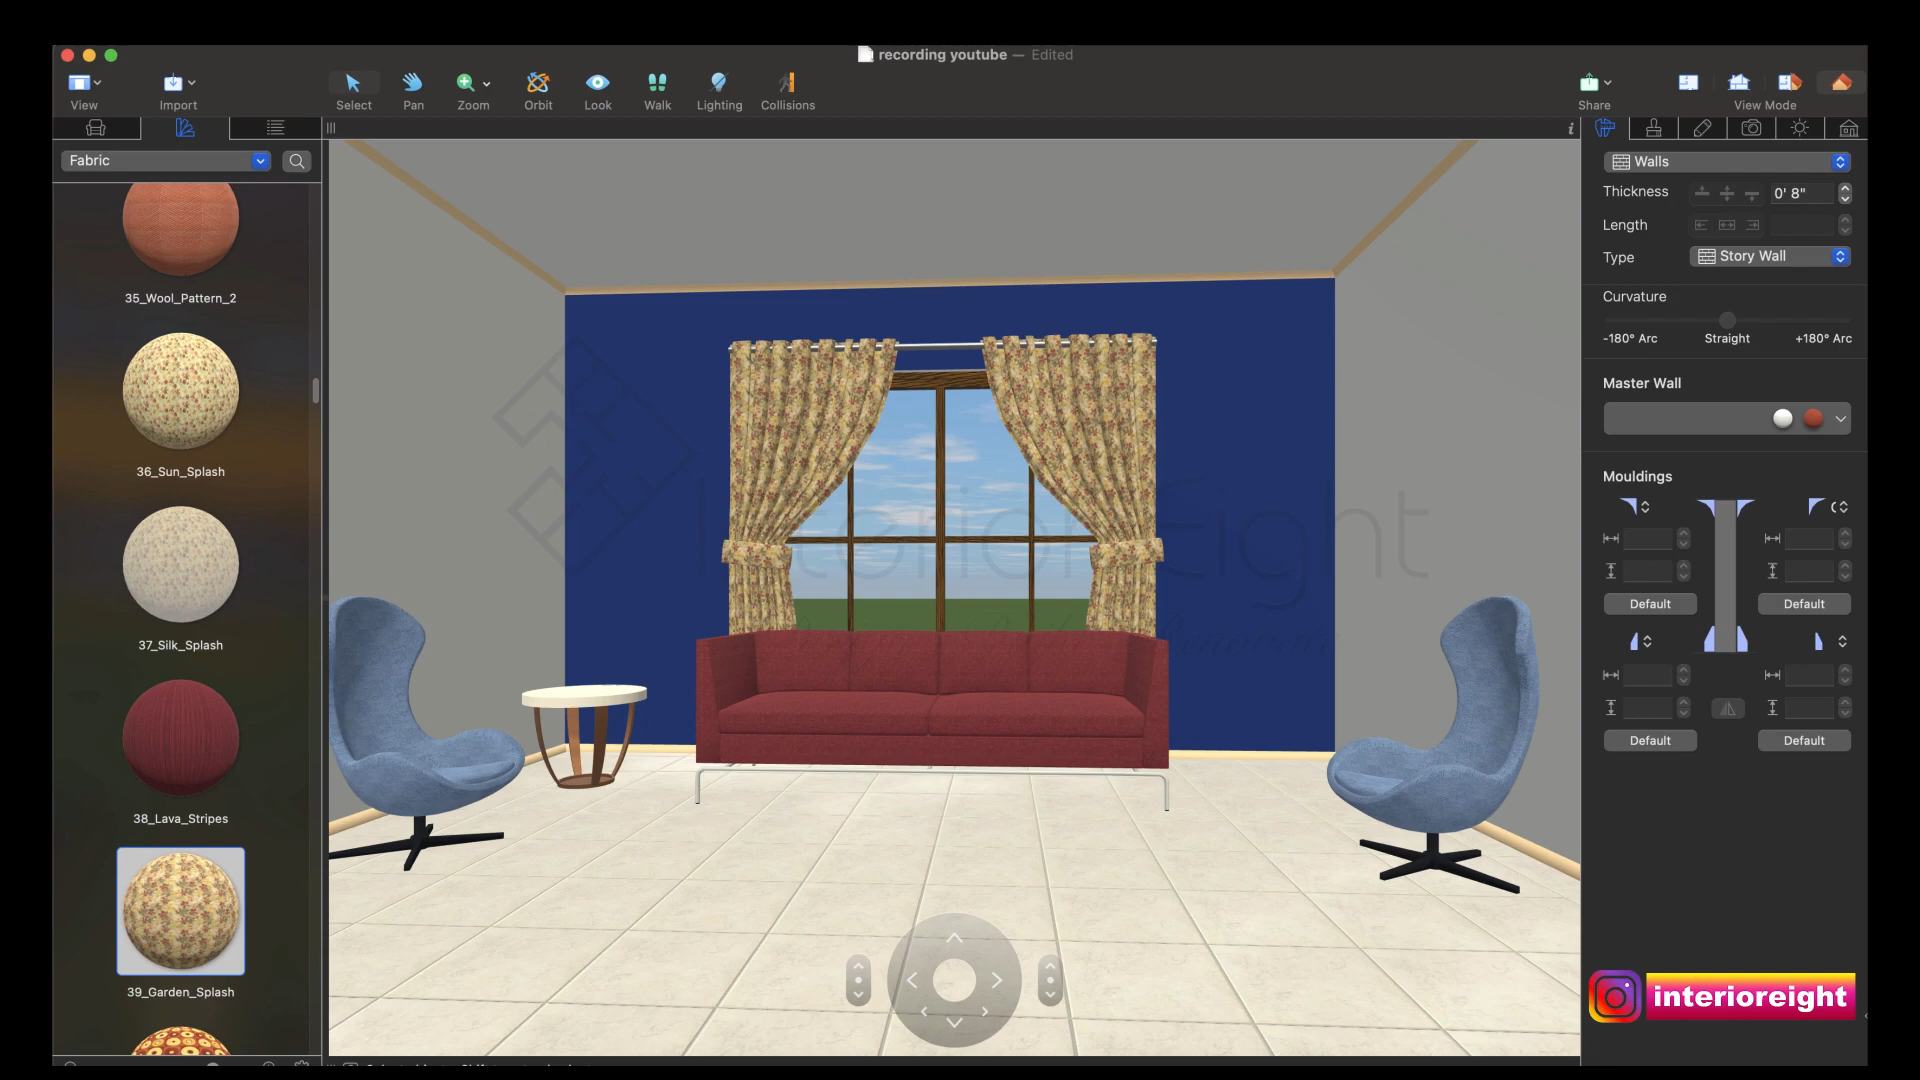 recording youtube — Edited
View
Import
Select
Pan
Zoom
Orbit
Look
Walk
Lighting
Collisions
Share
View Mode
Fabric
35_Wool_Pattern_2
36_Sun_Splash
37_Silk_Splash
38_Lava_Stripes
39_Garden_Splash
InteriorEight
Walls
Thickness
0' 8"
Length
Type
Story Wall
Curvature
-180° Arc
Straight
+180° Arc
Master Wall
Mouldings
Default
Default
Default
Default
interioreight